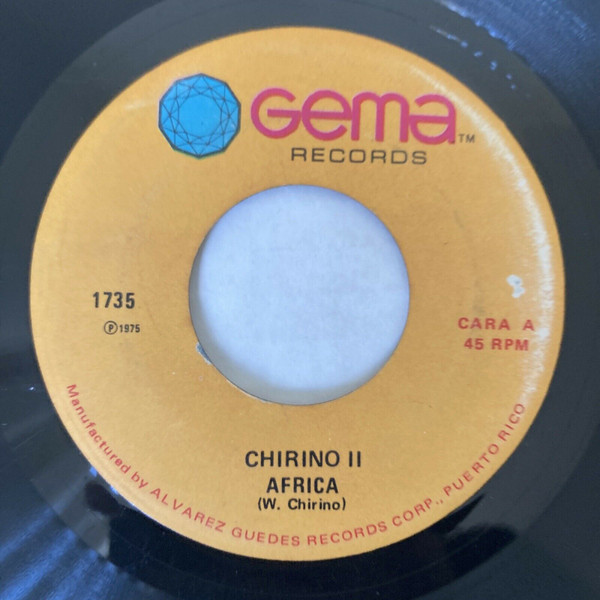 Gema™
RECORDS
1735
℗ 1975
CARA A
45 RPM
CHIRINO II
AFRICA
(W. Chirino)
Manufactured by ALVAREZ GUEDES RECORDS CORP., PUERTO RICO